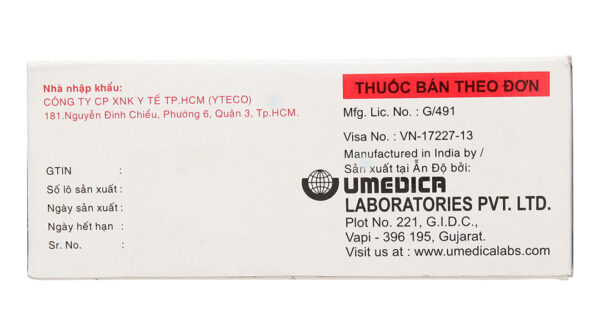 Nhà nhập khẩu:
CÔNG TY CP XNK Y TẾ TP.HCM (YTECO)
181.Nguyễn Đình Chiểu, Phường 6, Quận 3, Tp.HCM.
GTIN :
Số lô sản xuất :
Ngày sản xuất :
Ngày hết hạn :
Sr. No. :
THUỐC BÁN THEO ĐƠN
Mfg. Lic. No. : G/491
Visa No. : VN-17227-13
Manufactured in India by /
Sản xuất tại Ấn Độ bởi:
UMEDICA
LABORATORIES PVT. LTD.
Plot No. 221, G.I.D.C.,
Vapi - 396 195, Gujarat.
Visit us at : www.umedicalabs.com